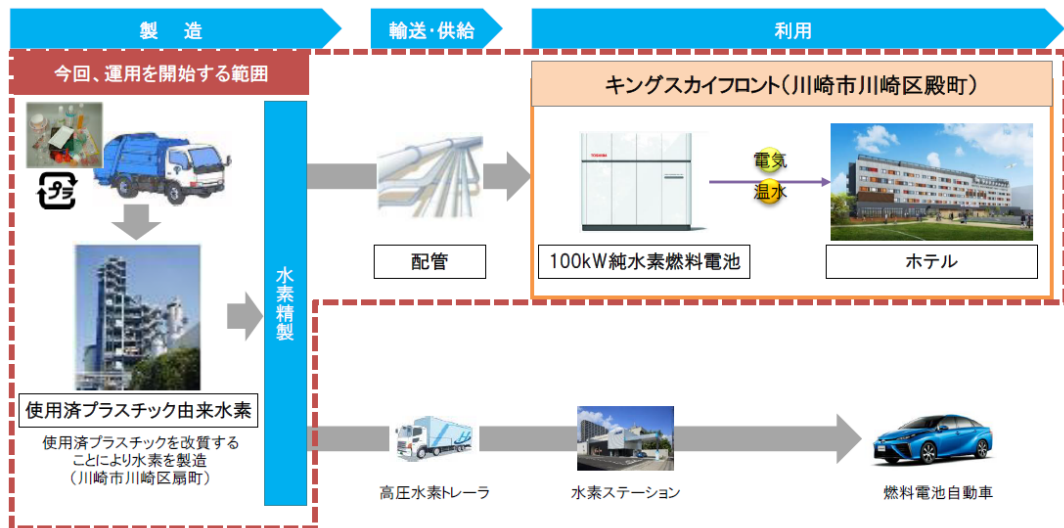 製 造
輸送・供給
利用
今回、運用を開始する範囲
キングスカイフロント(川崎市川崎区殿町)
プラ
TOSHIBA
電気
温水
配管
100kW純水素燃料電池
ホテル
水素精製
使用済プラスチック由来水素
使用済プラスチックを改質する
ことにより水素を製造
(川崎市川崎区扇町)
高圧水素トレーラ
水素ステーション
燃料電池自動車